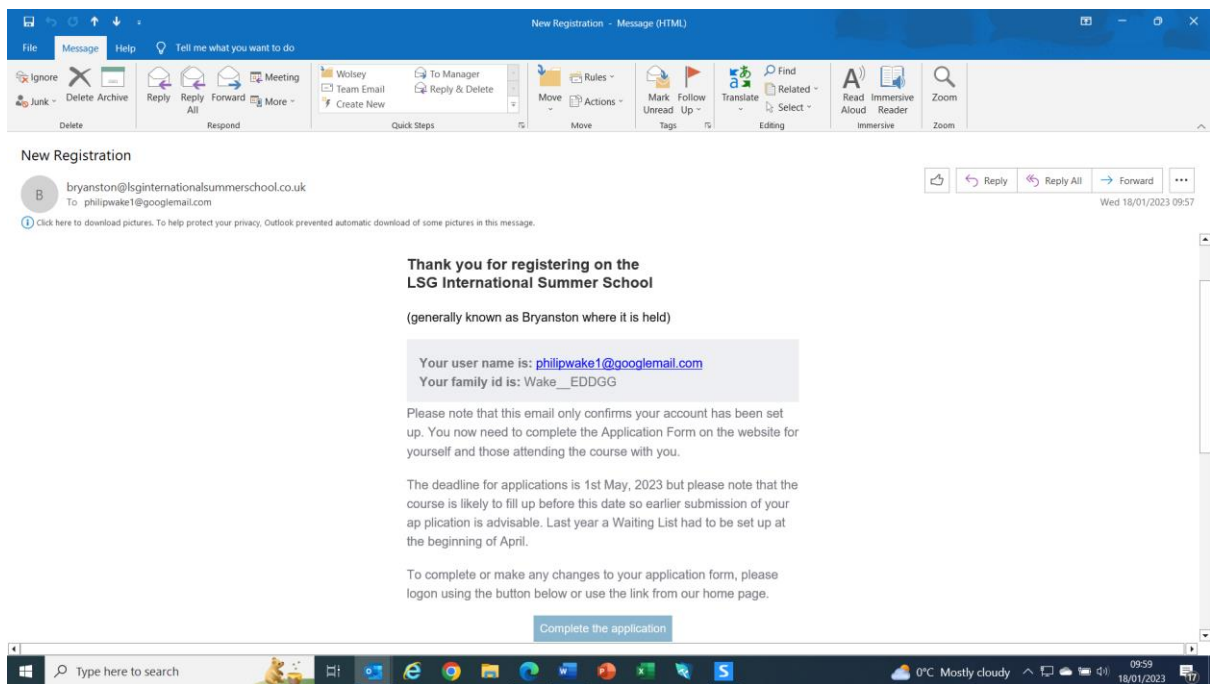 New Registration - Message (HTML)
File Message Help Tell me what you want to do
Ignore
Junk
Delete Archive
Reply Reply All Forward
Meeting
More
Wolsey To Manager
Team Email Reply & Delete
Create New
Move
Rules
Actions
Mark Unread Follow Up
Translate
Find
Related
Select
Read Aloud Immersive Reader
Zoom
Delete Respond Quick Steps Move Tags Editing Immersive Zoom
New Registration
B
bryanston@lsginternationalsummerschool.co.uk
To philipwake1@googlemail.com
Reply Reply All Forward
Wed 18/01/2023 09:57
Click here to download pictures. To help protect your privacy, Outlook prevented automatic download of some pictures in this message.
Thank you for registering on the
LSG International Summer School
(generally known as Bryanston where it is held)
Your user name is: philipwake1@googlemail.com
Your family id is: Wake__EDDGG
Please note that this email only confirms your account has been set
up. You now need to complete the Application Form on the website for
yourself and those attending the course with you.
The deadline for applications is 1st May, 2023 but please note that the
course is likely to fill up before this date so earlier submission of your
ap plication is advisable. Last year a Waiting List had to be set up at
the beginning of April.
To complete or make any changes to your application form, please
logon using the button below or use the link from our home page.
Complete the application
Type here to search
0°C Mostly cloudy
09:59
18/01/2023
17